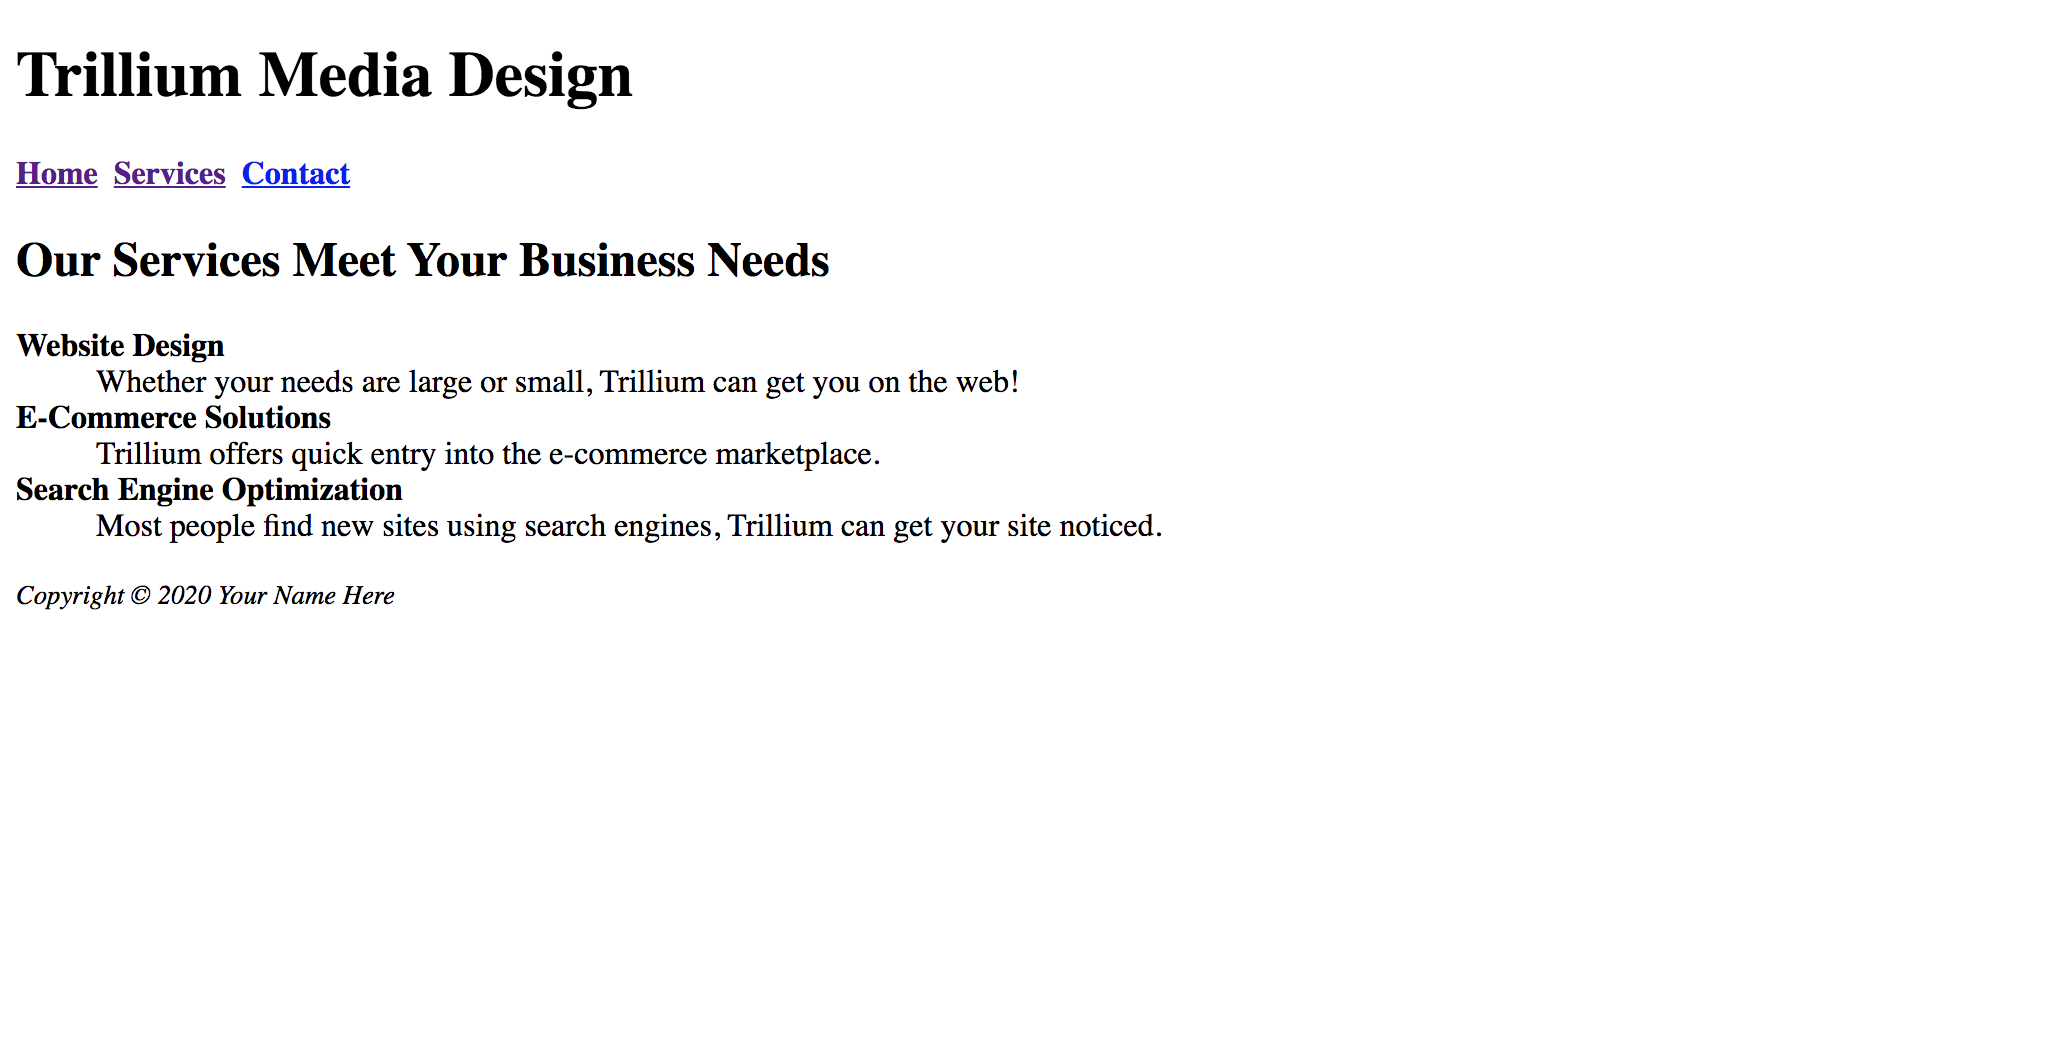 Trillium Media Design
Home Services Contact
Our Services Meet Your Business Needs
Website Design
Whether your needs are large or small, Trillium can get you on the web!
E-Commerce Solutions
Trillium offers quick entry into the e-commerce marketplace.
Search Engine Optimization
Most people find new sites using search engines, Trillium can get your site noticed.
Copyright © 2020 Your Name Here